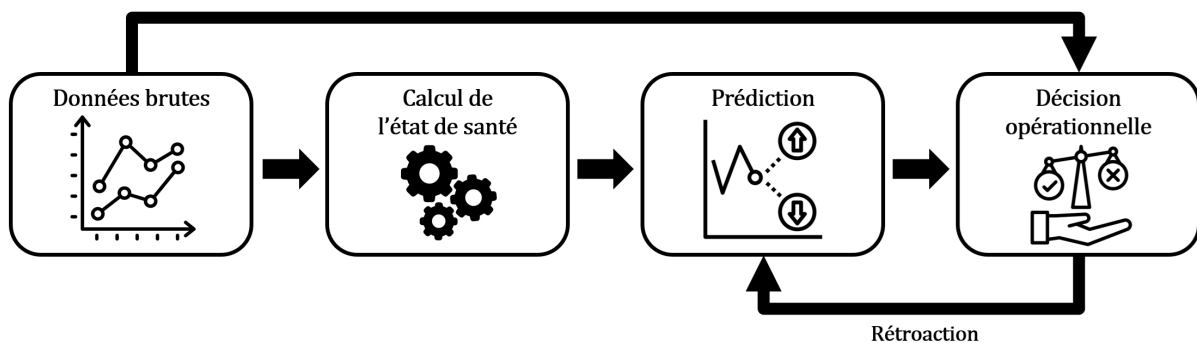 Données brutes
Calcul de
l'état de santé
Prédiction
Décision
opérationnelle
Rétroaction